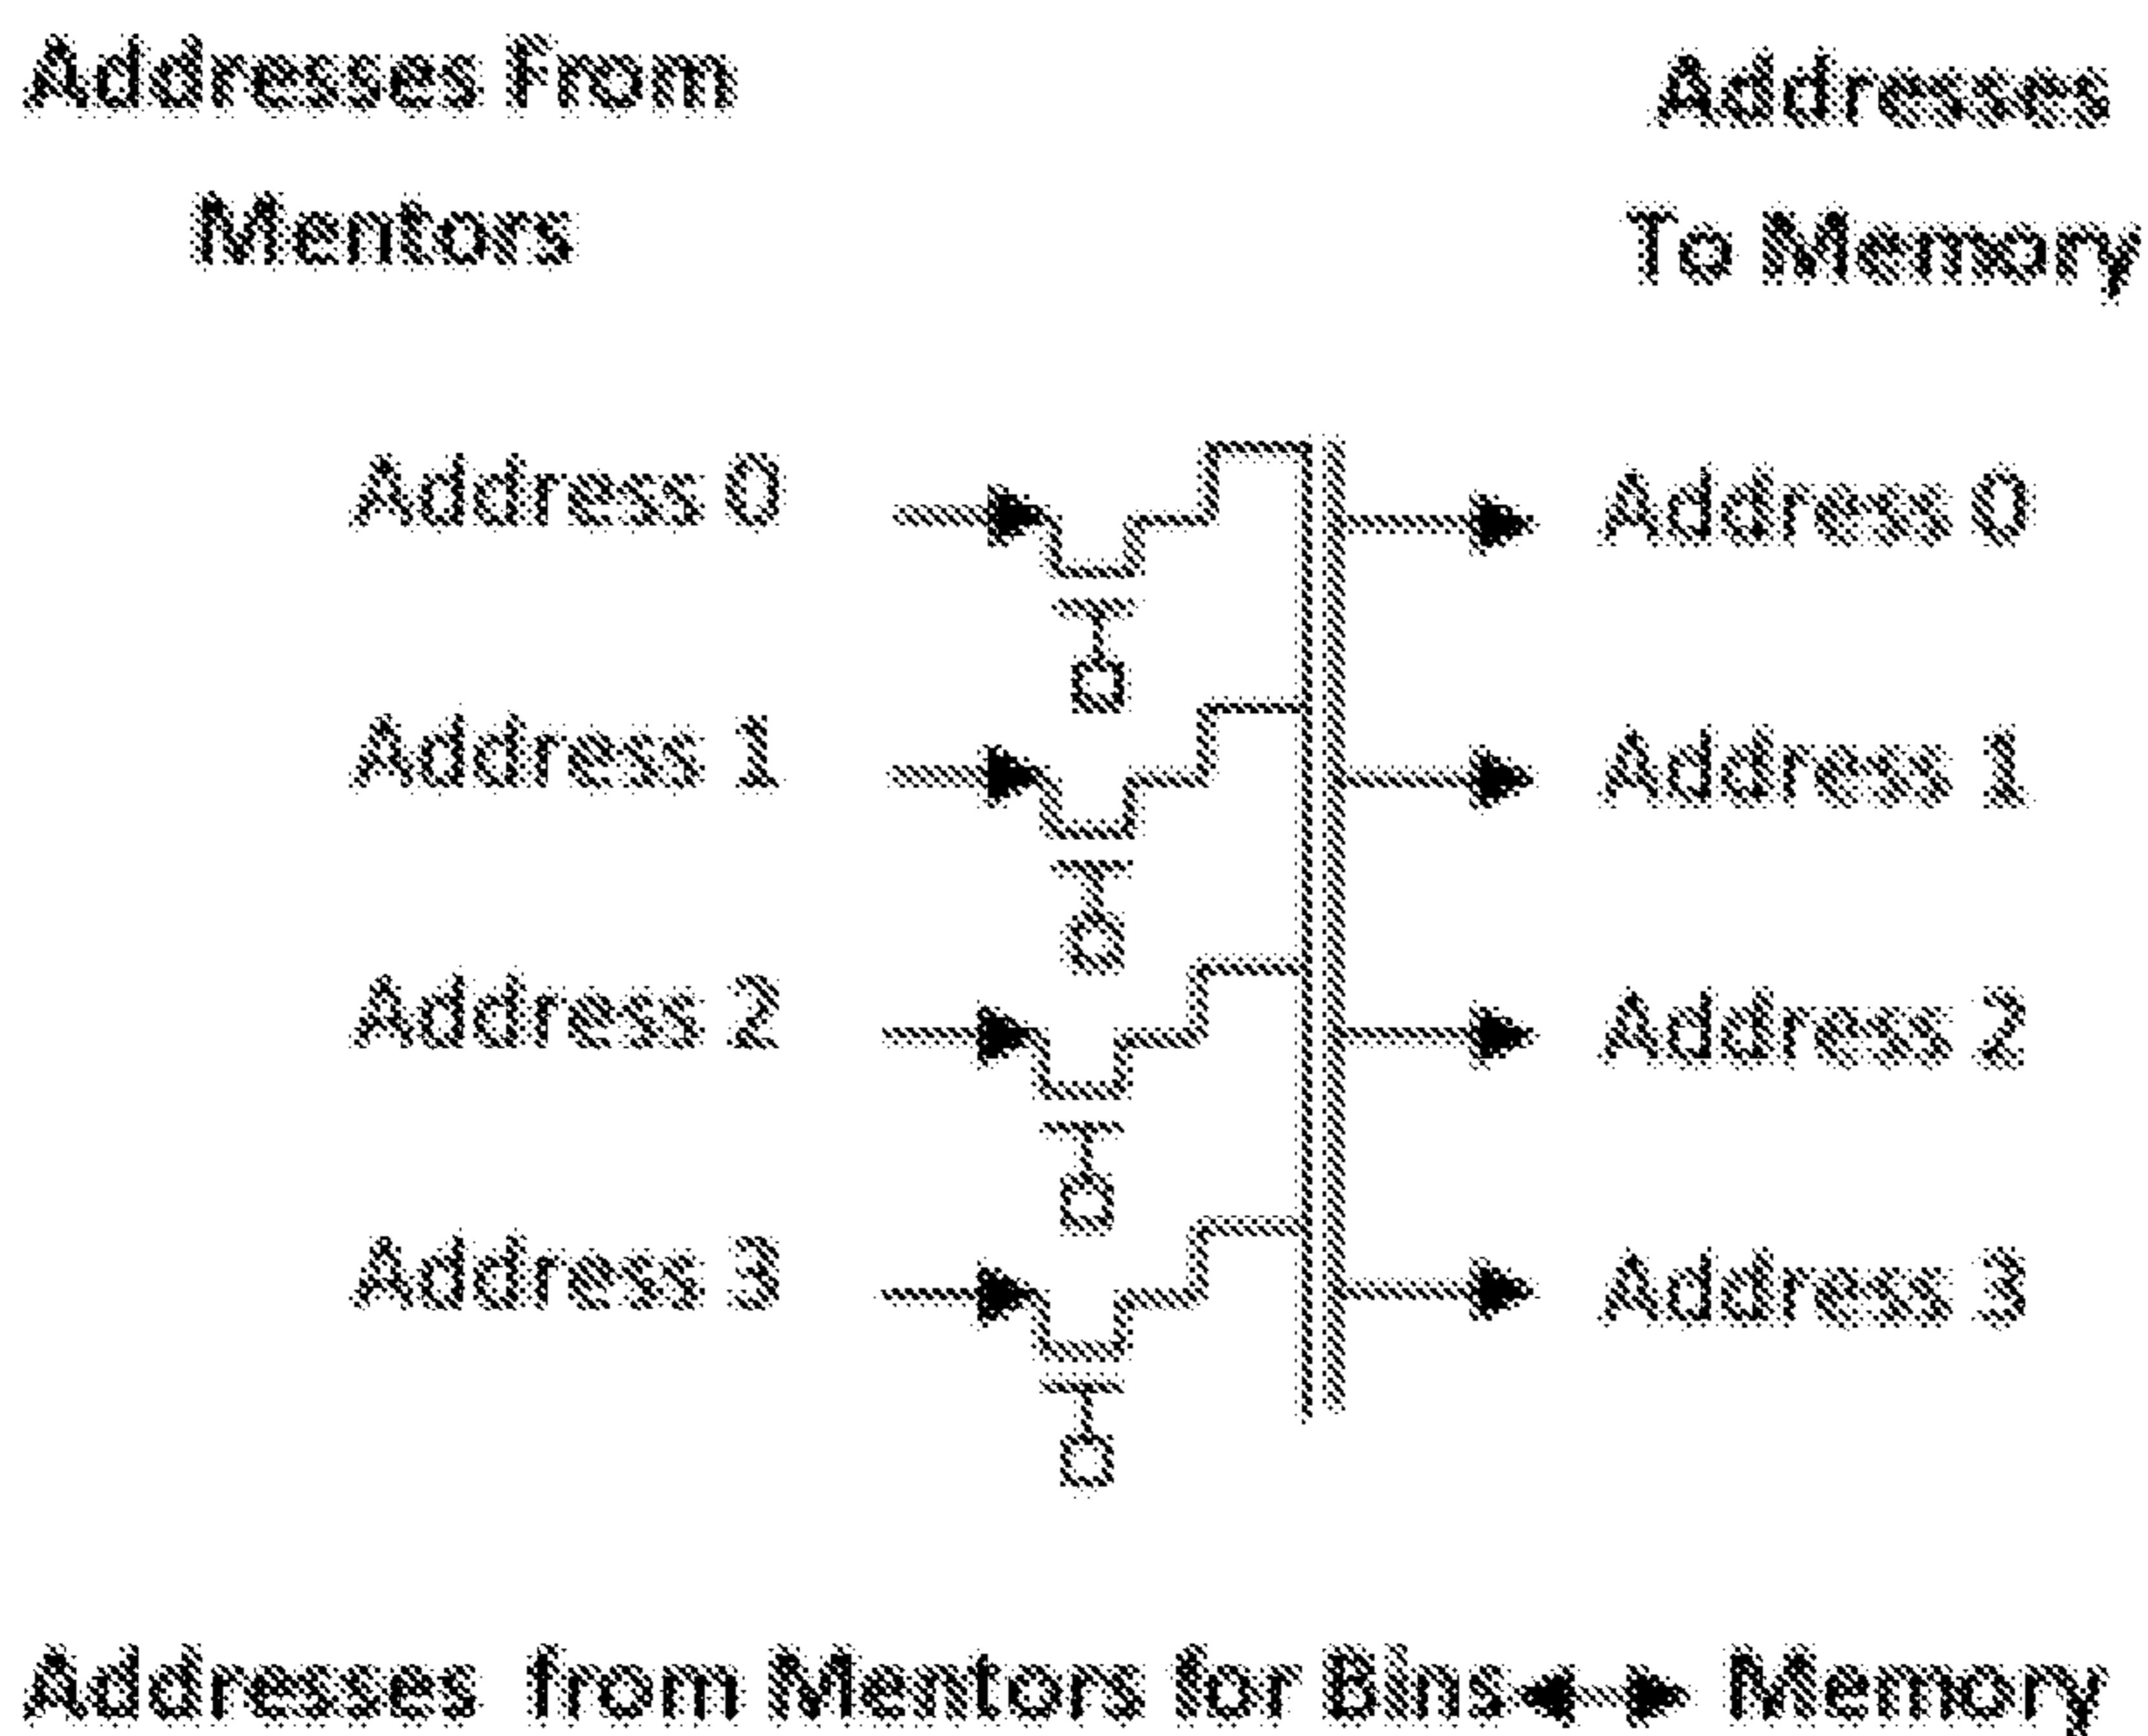 Addresses From
Mentors
Addresses
To Memory
Address 0
Address 0
Address 1
Address 1
Address 2
Address 2
Address 3
Address 3
Addresses from Mentors for Bins Memory